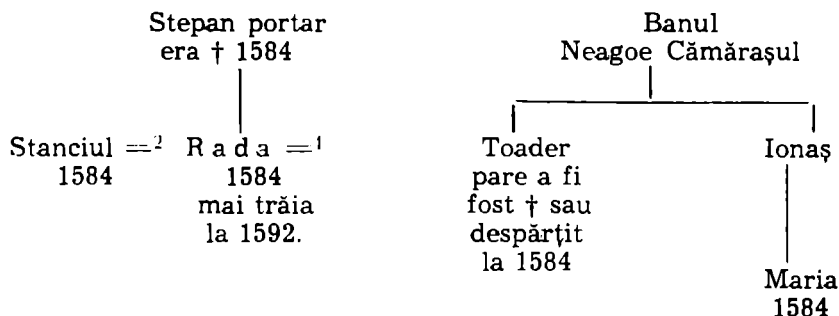 Stepan portar
era † 1584
Banul
Neagoe Cămărașul
Stanciul =² Rada =¹
1584 1584
mai trăia
la 1592.
Toader
pare a fi
fost † sau
despărțit
la 1584
Ionaș
Maria
1584